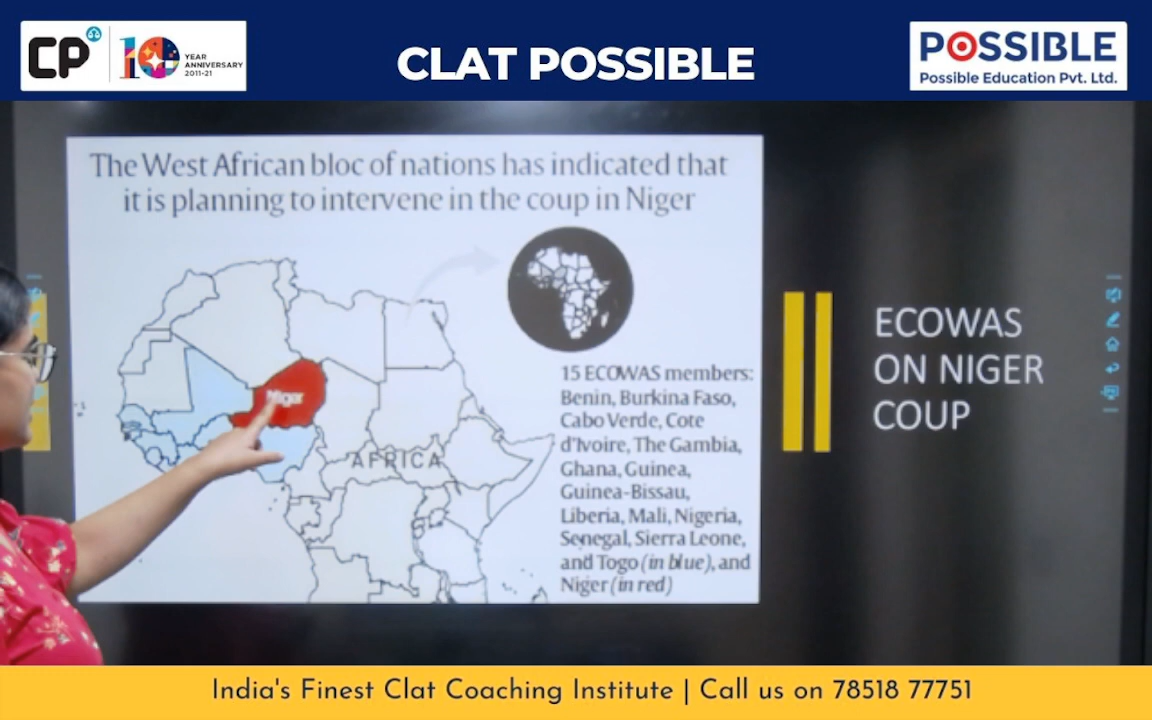 CP
10 YEAR
ANNIVERSARY
2011-21
CLAT POSSIBLE
POSSIBLE
Possible Education Pvt. Ltd.
The West African bloc of nations has indicated that
it is planning to intervene in the coup in Niger
Niger
AFRICA
15 ECOWAS members:
Benin, Burkina Faso,
Cabo Verde, Cote
d'Ivoire, The Gambia,
Ghana, Guinea,
Guinea-Bissau,
Liberia, Mali, Nigeria,
Senegal, Sierra Leone,
and Togo (in blue), and
Niger (in red)
ECOWAS
ON NIGER
COUP
India's Finest Clat Coaching Institute | Call us on 78518 77751